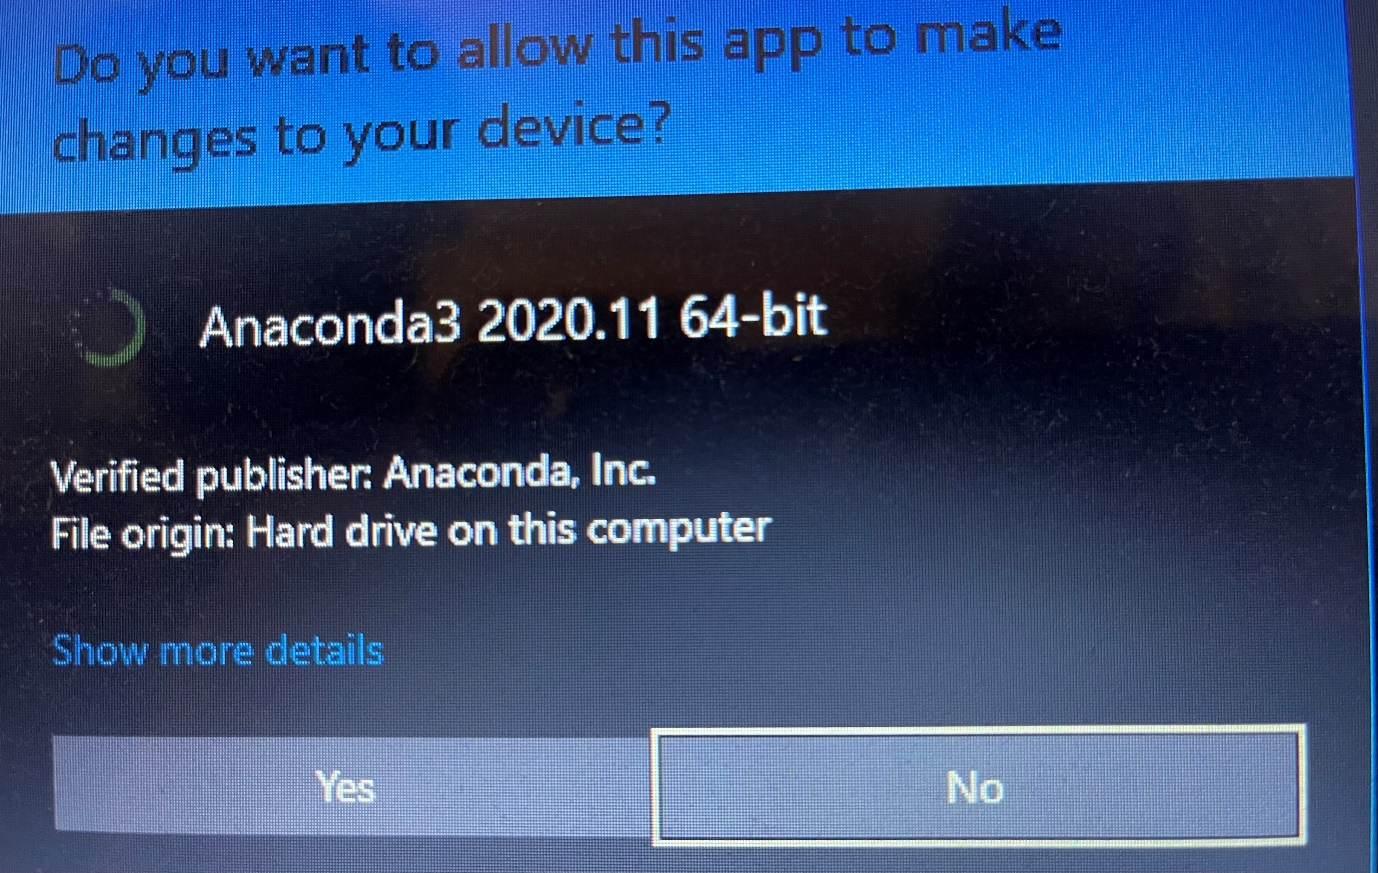 Do you want to allow this app to make
changes to your device?
Anaconda3 2020.11 64-bit
Verified publisher: Anaconda, Inc.
File origin: Hard drive on this computer
Show more details
Yes
No